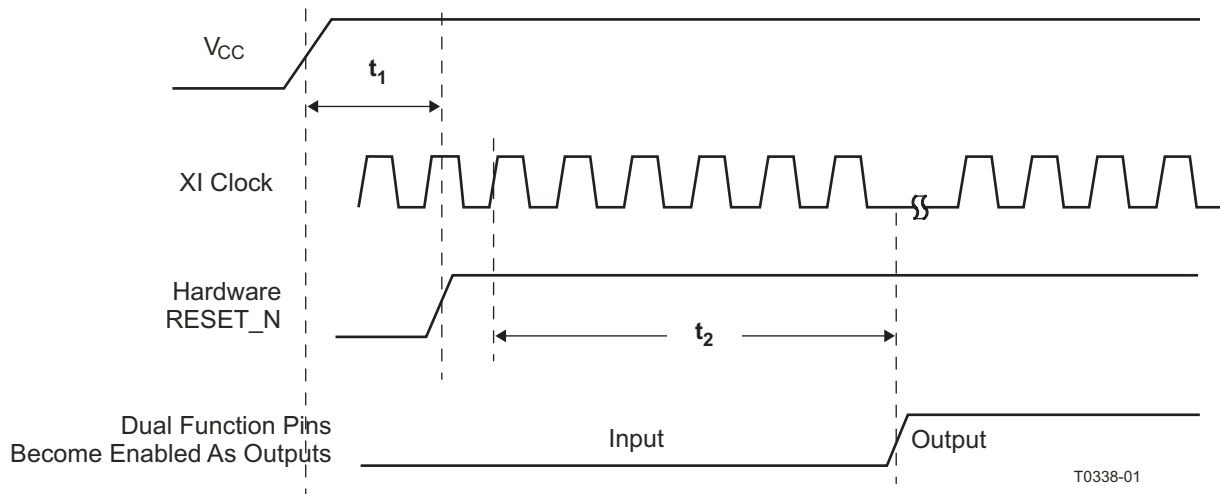 V_CC
t_1
XI Clock
Hardware
RESET_N
t_2
Dual Function Pins
Become Enabled As Outputs
Input
Output
T0338-01